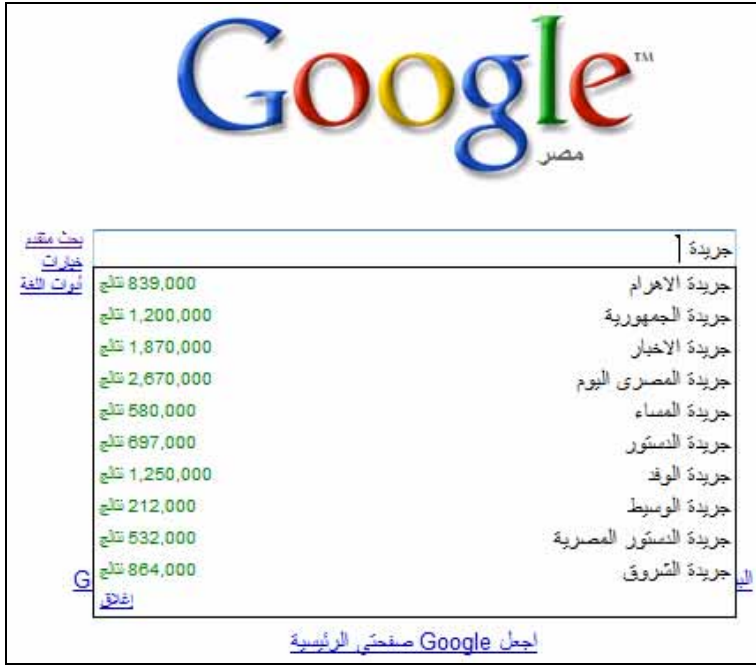 Google™
مصر
جريدة
بحث متقدم
خيارات
أدوات اللغة
جريدة الاهرام 839,000 نتائج
جريدة الجمهورية 1,200,000 نتائج
جريدة الاخبار 1,870,000 نتائج
جريدة المصرى اليوم 2,670,000 نتائج
جريدة المساء 580,000 نتائج
جريدة الدستور 697,000 نتائج
جريدة الوفد 1,250,000 نتائج
جريدة الوسيط 212,000 نتائج
جريدة الدستور المصرية 532,000 نتائج
جريدة الشروق 864,000 نتائج
إغلاق
اجعل Google صفحتي الرئيسية